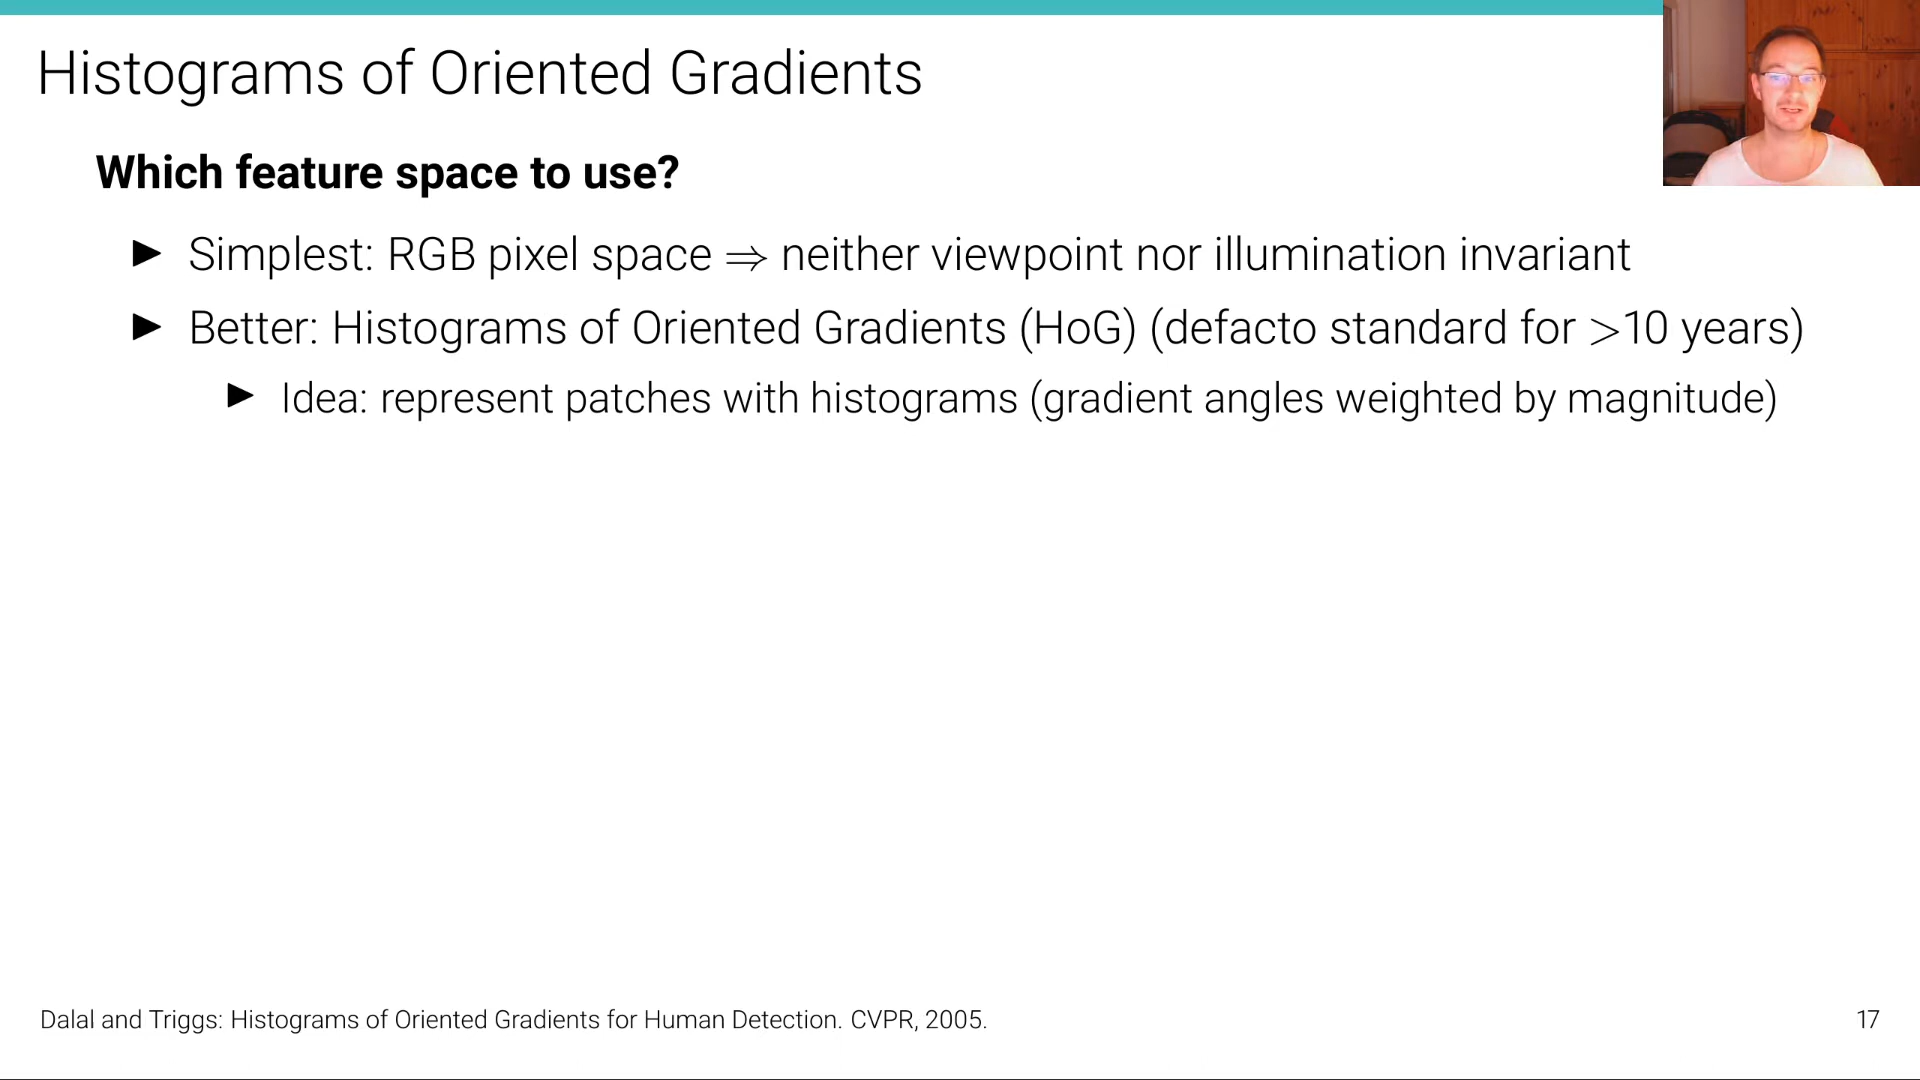 Histograms of Oriented Gradients
Which feature space to use?
▶ Simplest: RGB pixel space ⇒ neither viewpoint nor illumination invariant
▶ Better: Histograms of Oriented Gradients (HoG) (defacto standard for >10 years)
▶ Idea: represent patches with histograms (gradient angles weighted by magnitude)
Dalal and Triggs: Histograms of Oriented Gradients for Human Detection. CVPR, 2005.
17